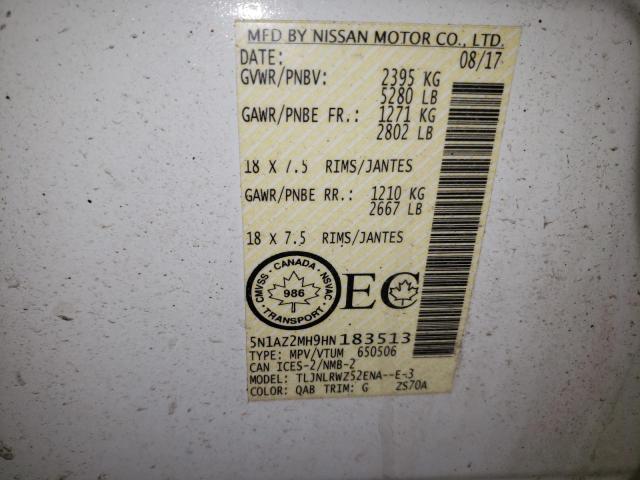 MFD BY NISSAN MOTOR CO., LTD.
DATE: 08/17
GVWR/PNBV: 2395 KG
5280 LB
GAWR/PNBE FR.: 1271 KG
2802 LB
18 X 7.5 RIMS/JANTES
GAWR/PNBE RR.: 1210 KG
2667 LB
18 X 7.5 RIMS/JANTES
CMVSS · CANADA · NSVAC
986
TRANSPORT
EC
5N1AZ2MH9HN183513
TYPE: MPV/VTUM 650506
CAN ICES-2/NMB-2
MODEL: TLJNLRWZ52ENA--E-3
COLOR: QAB TRIM: G ZS70A